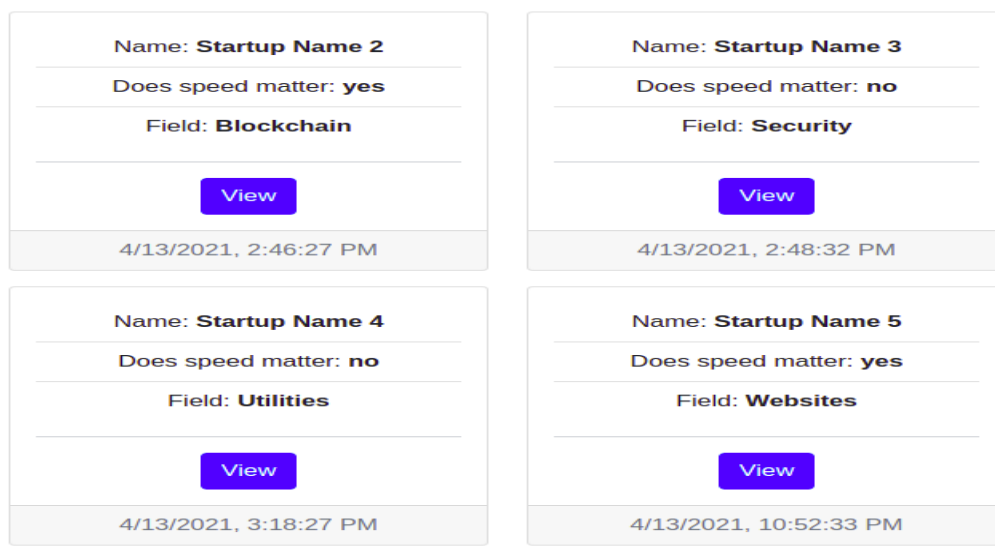 Name: Startup Name 2
Does speed matter: yes
Field: Blockchain
View
4/13/2021, 2:46:27 PM
Name: Startup Name 3
Does speed matter: no
Field: Security
View
4/13/2021, 2:48:32 PM
Name: Startup Name 4
Does speed matter: no
Field: Utilities
View
4/13/2021, 3:18:27 PM
Name: Startup Name 5
Does speed matter: yes
Field: Websites
View
4/13/2021, 10:52:33 PM